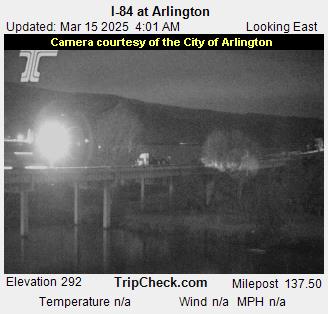 I-84 at Arlington
Updated: Mar 15 2025 4:01 AM Looking East
Camera courtesy of the City of Arlington
Elevation 292 TripCheck.com Milepost 137.50
Temperature n/a Wind n/a MPH n/a